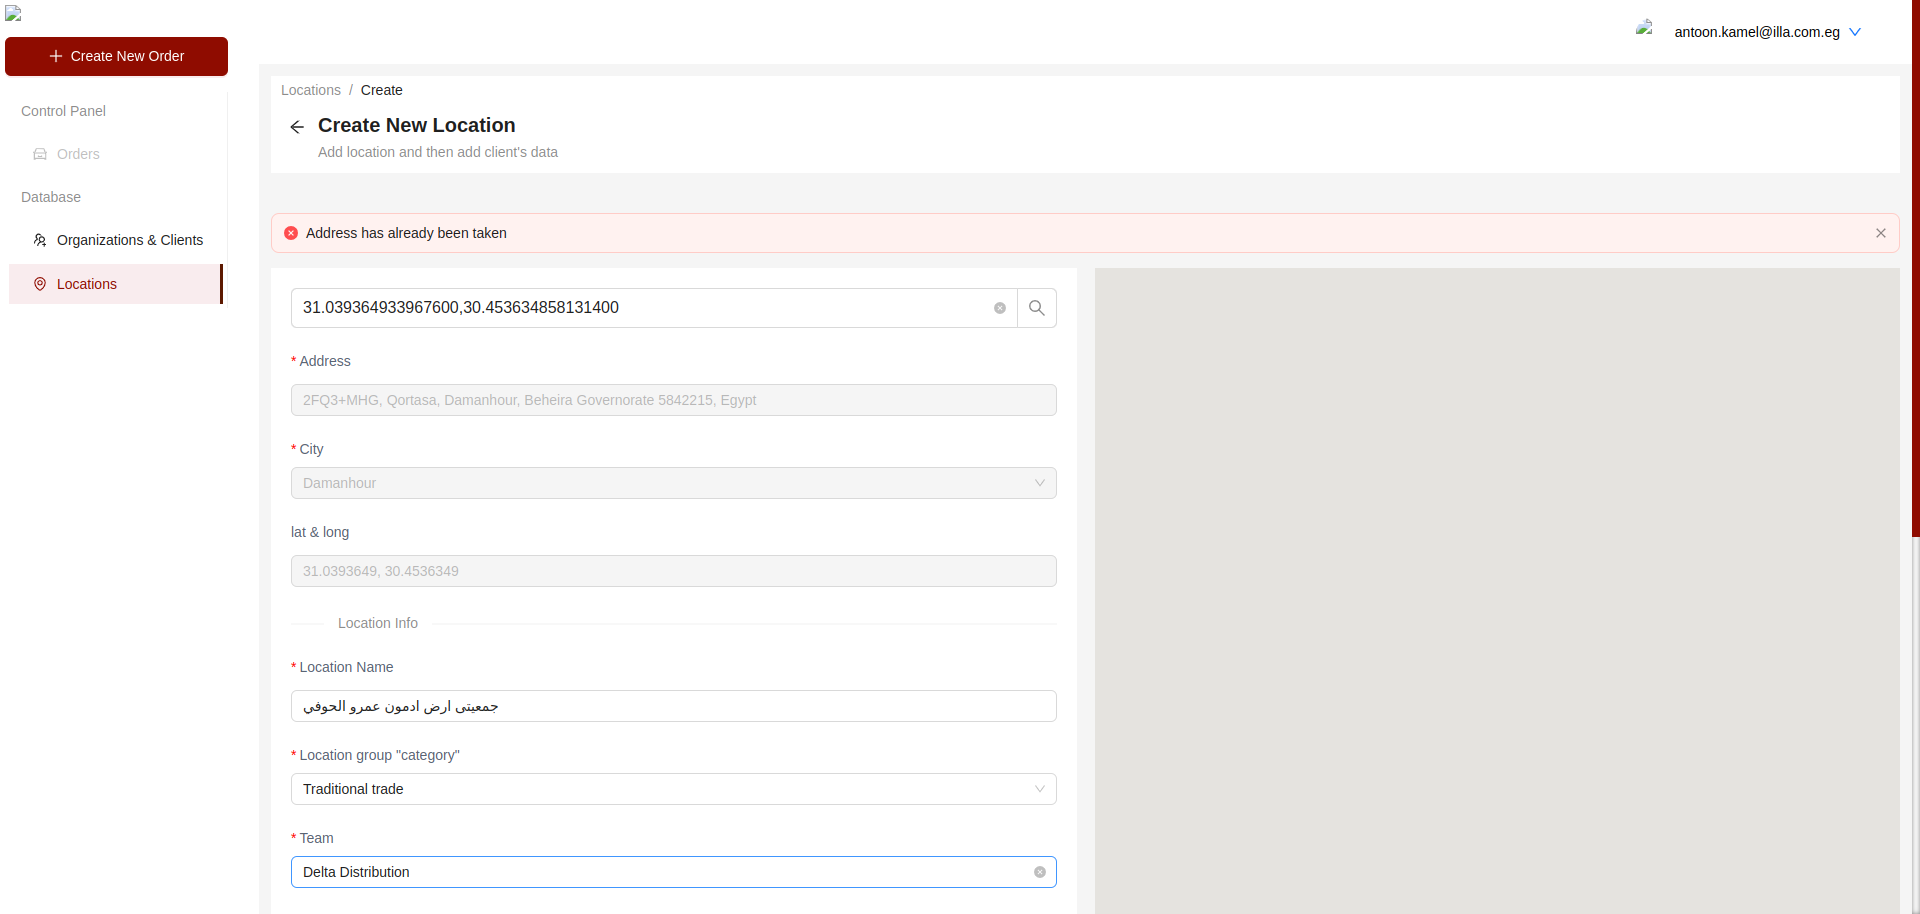 antoon.kamel@illa.com.eg
Create New Order
Control Panel
Orders
Database
Organizations & Clients
Locations
Locations / Create
Create New Location
Add location and then add client's data
Address has already been taken
31.039364933967600,30.453634858131400
* Address
2FQ3+MHG, Qortasa, Damanhour, Beheira Governorate 5842215, Egypt
* City
Damanhour
lat & long
31.0393649, 30.4536349
Location Info
* Location Name
جمعيتى ارض ادمون عمرو الحوفي
* Location group "category"
Traditional trade
* Team
Delta Distribution